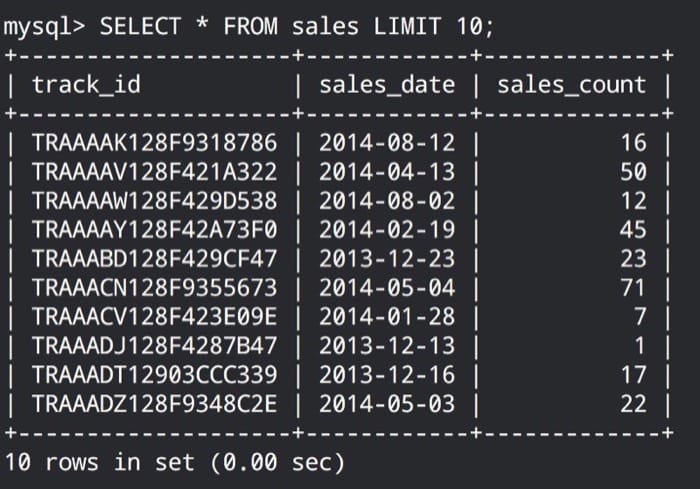 mysql> SELECT * FROM sales LIMIT 10;
+--------------------+------------+-------------+
| track_id           | sales_date | sales_count |
+--------------------+------------+-------------+
| TRAAAAK128F9318786 | 2014-08-12 |          16 |
| TRAAAAV128F421A322 | 2014-04-13 |          50 |
| TRAAAAW128F429D538 | 2014-08-02 |          12 |
| TRAAAAY128F42A73F0 | 2014-02-19 |          45 |
| TRAAABD128F429CF47 | 2013-12-23 |          23 |
| TRAAACN128F9355673 | 2014-05-04 |          71 |
| TRAAACV128F423E09E | 2014-01-28 |           7 |
| TRAAADJ128F4287B47 | 2013-12-13 |           1 |
| TRAAADT12903CCC339 | 2013-12-16 |          17 |
| TRAAADZ128F9348C2E | 2014-05-03 |          22 |
+--------------------+------------+-------------+
10 rows in set (0.00 sec)